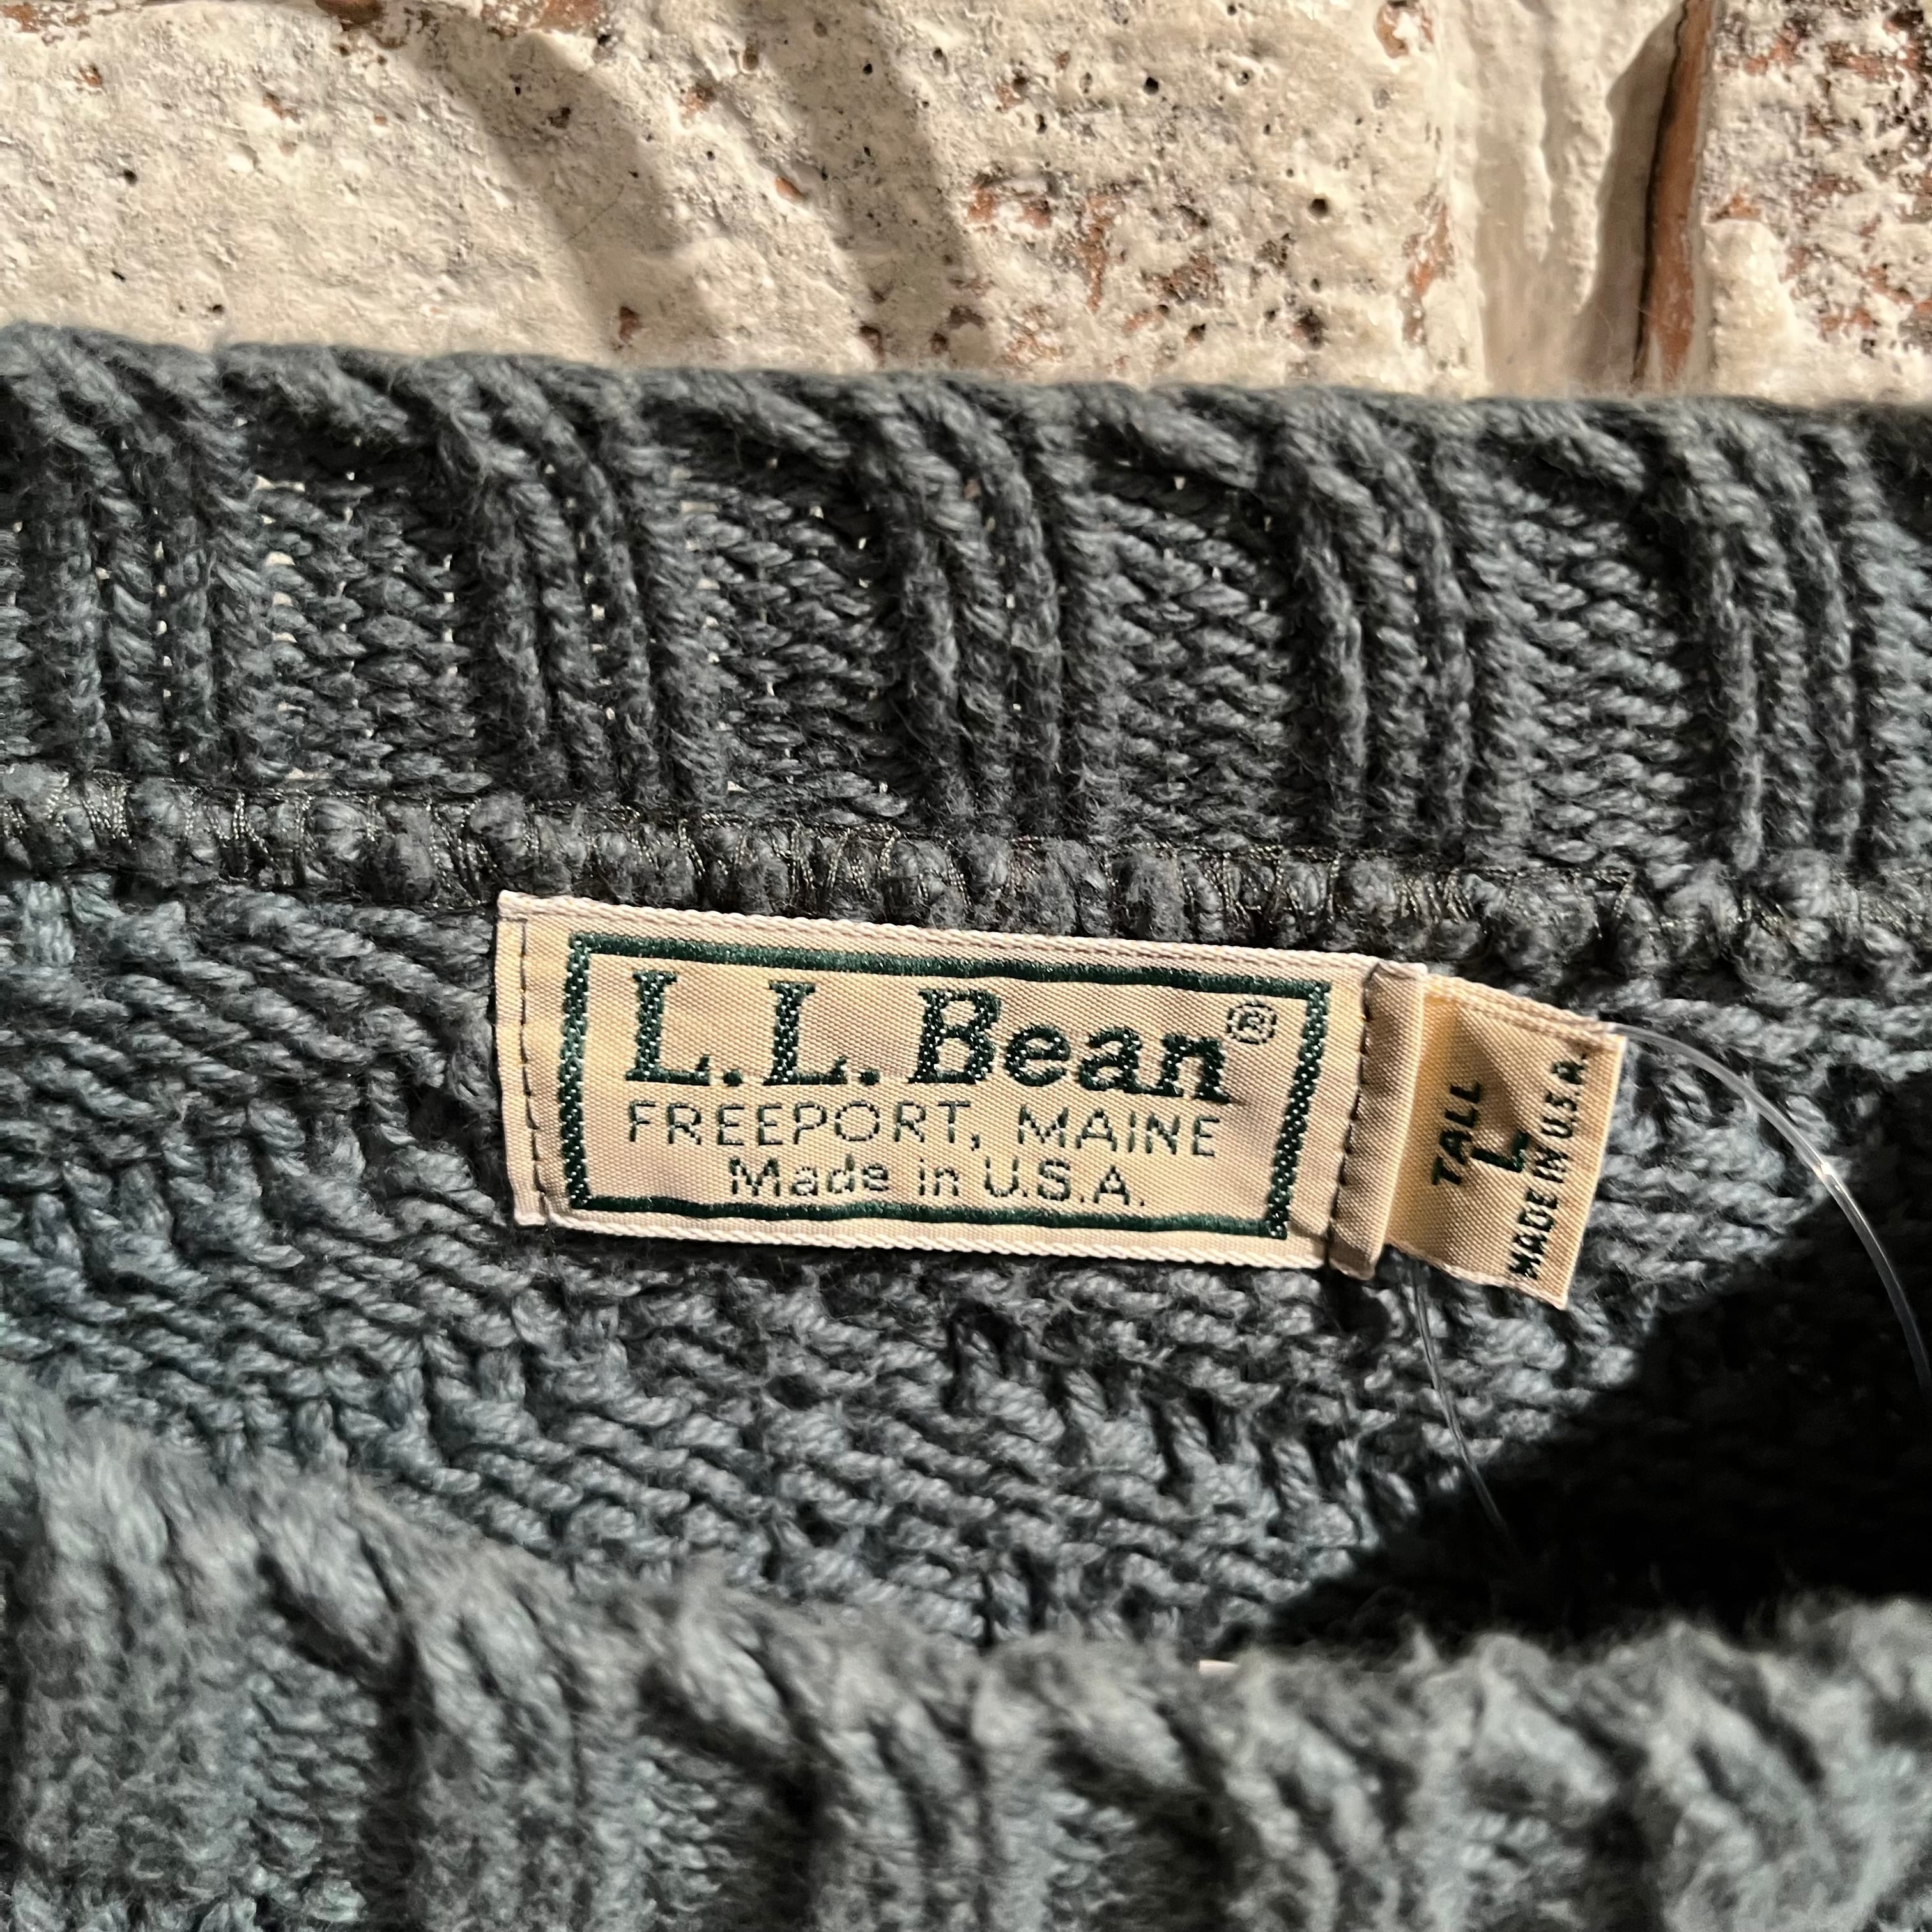 L.L.Bean®
FREEPORT, MAINE
Made in U.S.A.
TALL
L
MADE IN U.S.A.